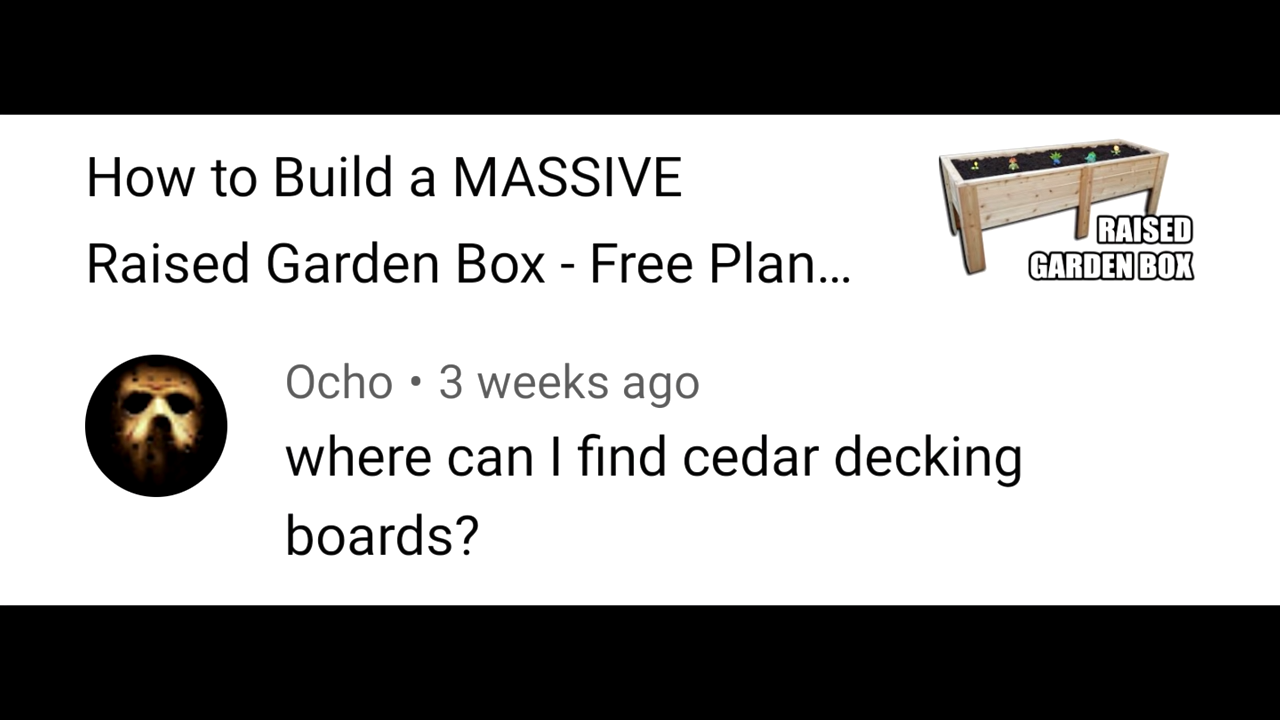 How to Build a MASSIVE
Raised Garden Box - Free Plan...
RAISED
GARDEN BOX
Ocho • 3 weeks ago
where can I find cedar decking
boards?